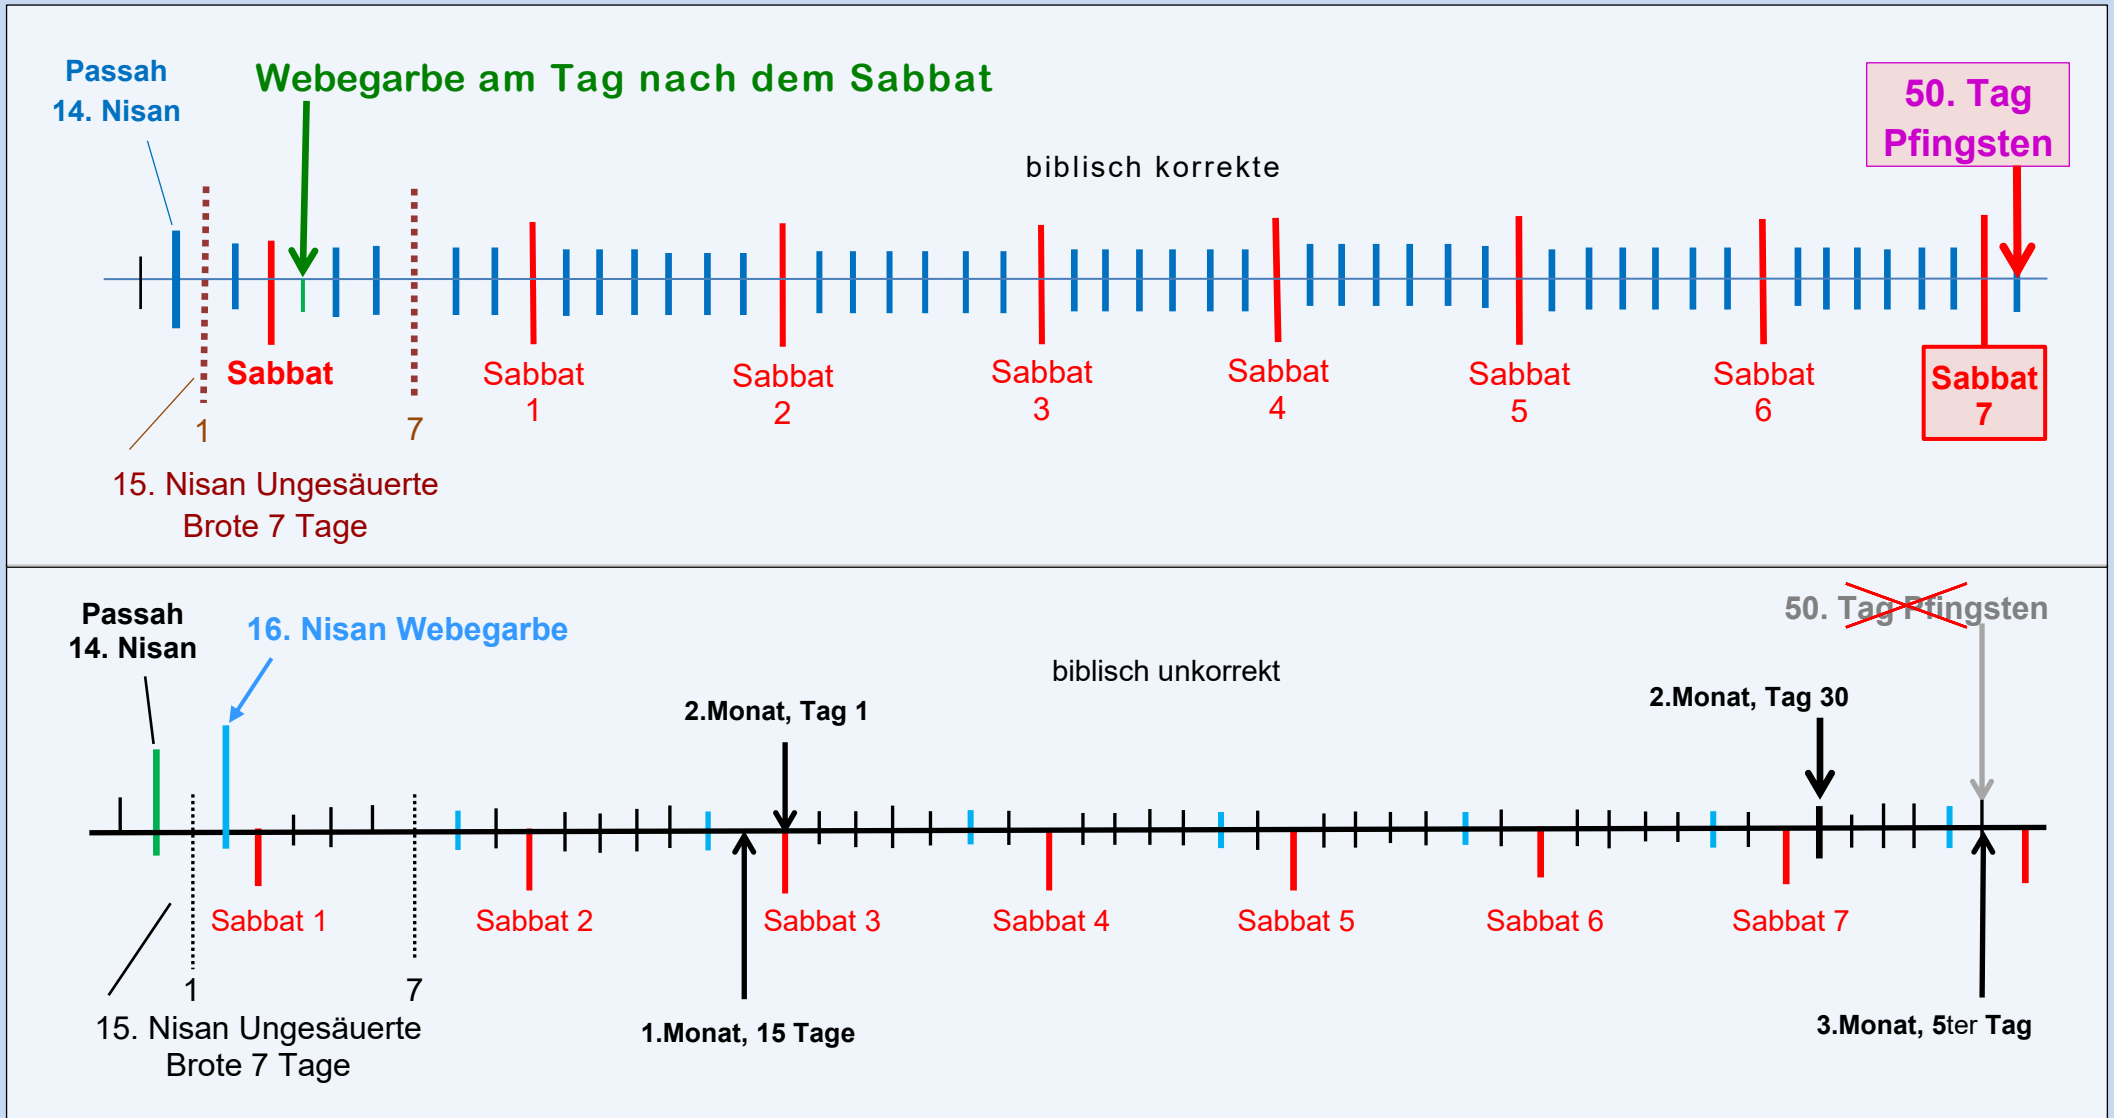 Passah
14. Nisan
Webegarbe am Tag nach dem Sabbat
50. Tag
Pfingsten
biblisch korrekte
Sabbat
Sabbat
1
Sabbat
2
Sabbat
3
Sabbat
4
Sabbat
5
Sabbat
6
Sabbat
7
1
7
15. Nisan Ungesäuerte
Brote 7 Tage
Passah
14. Nisan
16. Nisan Webegarbe
50. Tag Pfingsten
biblisch unkorrekt
2.Monat, Tag 1
2.Monat, Tag 30
Sabbat 1
Sabbat 2
Sabbat 3
Sabbat 4
Sabbat 5
Sabbat 6
Sabbat 7
1
7
15. Nisan Ungesäuerte
Brote 7 Tage
1.Monat, 15 Tage
3.Monat, 5ter Tag